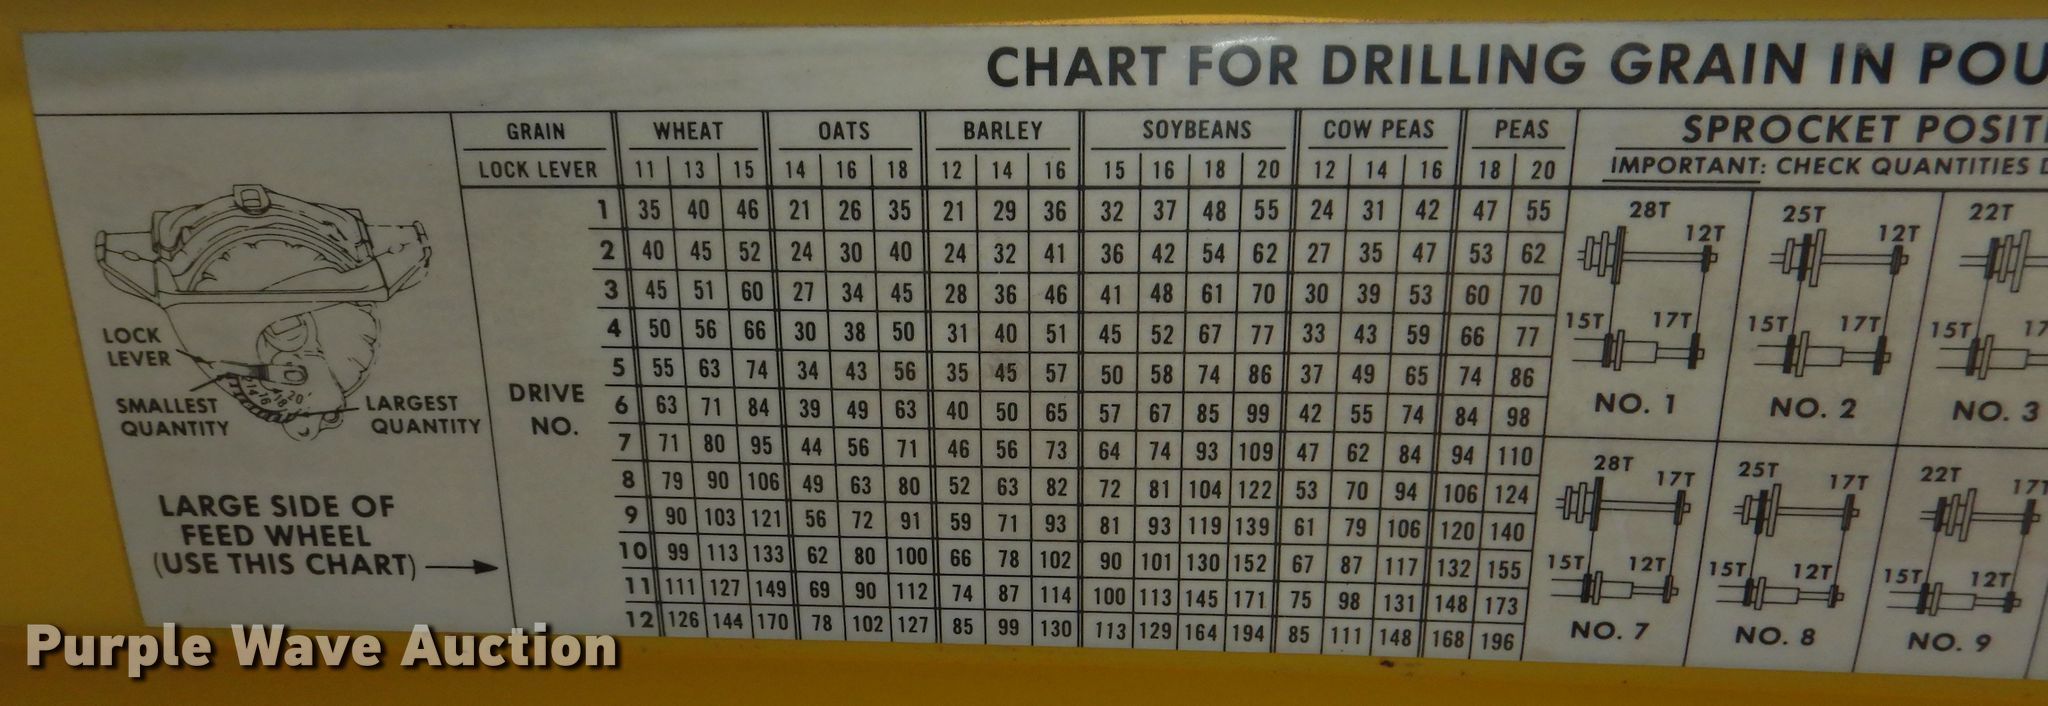 CHART FOR DRILLING GRAIN IN POU
GRAIN WHEAT OATS BARLEY SOYBEANS COW PEAS PEAS
LOCK LEVER 11 13 15 14 16 18 12 14 16 15 16 18 20 12 14 16 18 20
1 35 40 46 21 26 35 21 29 36 32 37 48 55 24 31 42 47 55
2 40 45 52 24 30 40 24 32 41 36 42 54 62 27 35 47 53 62
3 45 51 60 27 34 45 28 36 46 41 48 61 70 30 39 53 60 70
4 50 56 66 30 38 50 31 40 51 45 52 67 77 33 43 59 66 77
5 55 63 74 34 43 56 35 45 57 50 58 74 86 37 49 65 74 86
6 63 71 84 39 49 63 40 50 65 57 67 85 99 42 55 74 84 98
7 71 80 95 44 56 71 46 56 73 64 74 93 109 47 62 84 94 110
8 79 90 106 49 63 80 52 63 82 72 81 104 122 53 70 94 106 124
9 90 103 121 56 72 91 59 71 93 81 93 119 139 61 79 106 120 140
10 99 113 133 62 80 100 66 78 102 90 101 130 152 67 87 117 132 155
11 111 127 149 69 90 112 74 87 114 100 113 145 171 75 98 131 148 173
12 126 144 170 78 102 127 85 99 130 113 129 164 194 85 111 148 168 196
DRIVE
NO.
LOCK
LEVER
14 16 18 20
SMALLEST
QUANTITY
LARGEST
QUANTITY
LARGE SIDE OF
FEED WHEEL
(USE THIS CHART)
SPROCKET POSITI
IMPORTANT: CHECK QUANTITIES D
28T 12T 25T 12T 22T
15T 17T 15T 17T 15T 17
NO. 1 NO. 2 NO. 3
28T 17T 25T 17T 22T 17T
15T 12T 15T 12T 15T 12T
NO. 7 NO. 8 NO. 9
Purple Wave Auction